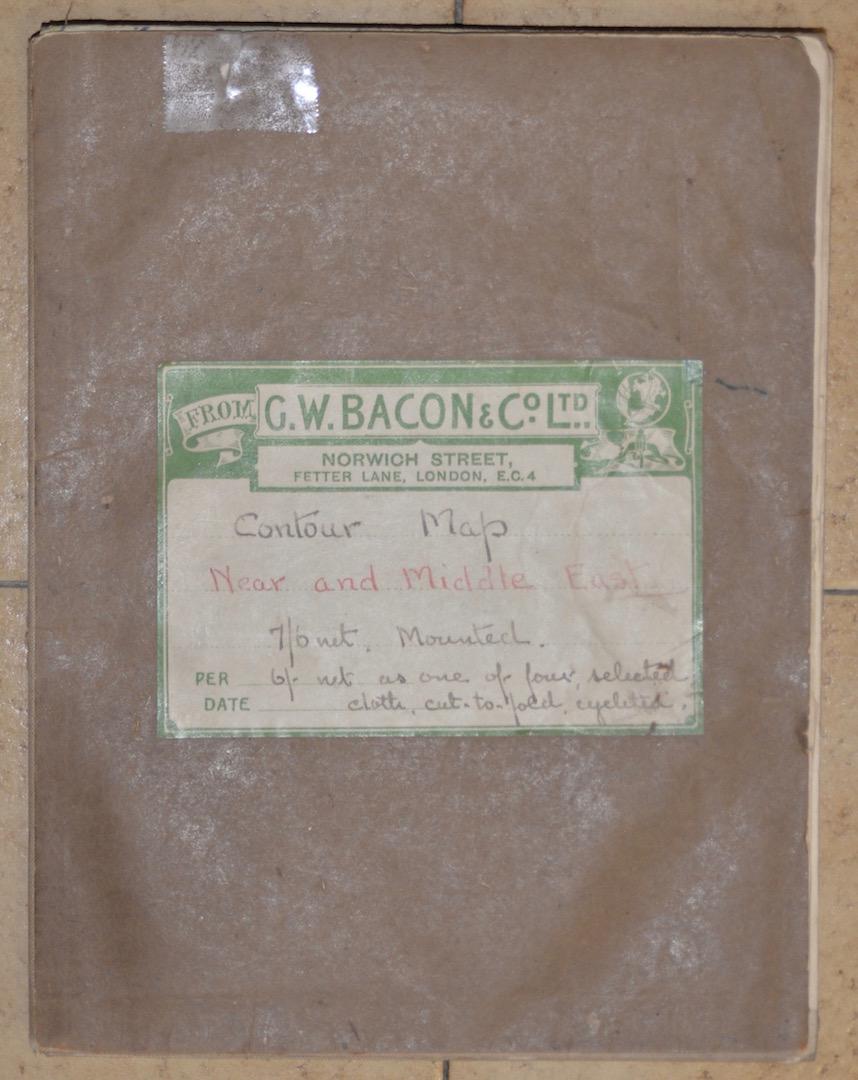 FROM G.W. BACON & Co. LTD.
NORWICH STREET,
FETTER LANE, LONDON, E.C.4
Contour Map
Near and Middle East
7/6 net. Mounted.
PER 6/- net as one of four, selected
DATE cloth, cut-to-fold, eyeletted.